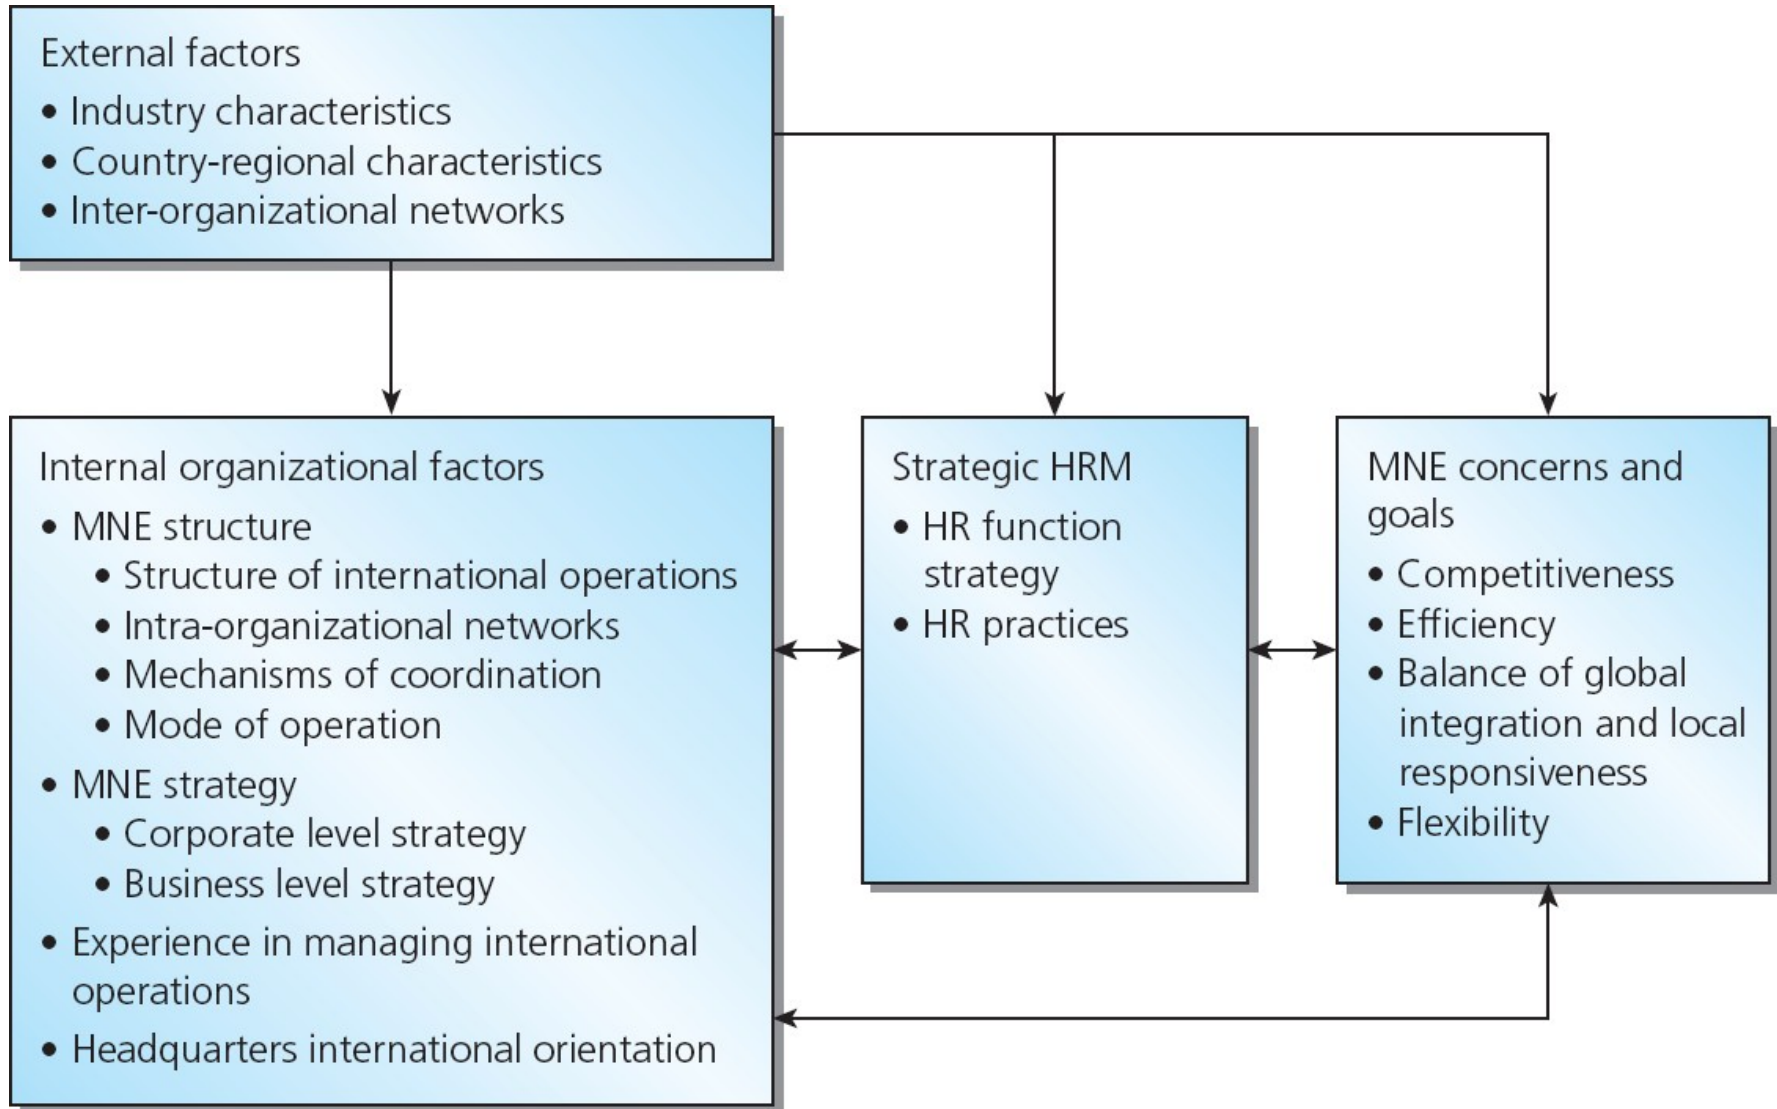 External factors
• Industry characteristics
• Country-regional characteristics
• Inter-organizational networks
Internal organizational factors
• MNE structure
• Structure of international operations
• Intra-organizational networks
• Mechanisms of coordination
• Mode of operation
• MNE strategy
• Corporate level strategy
• Business level strategy
• Experience in managing international
operations
• Headquarters international orientation
Strategic HRM
• HR function
strategy
• HR practices
MNE concerns and
goals
• Competitiveness
• Efficiency
• Balance of global
integration and local
responsiveness
• Flexibility